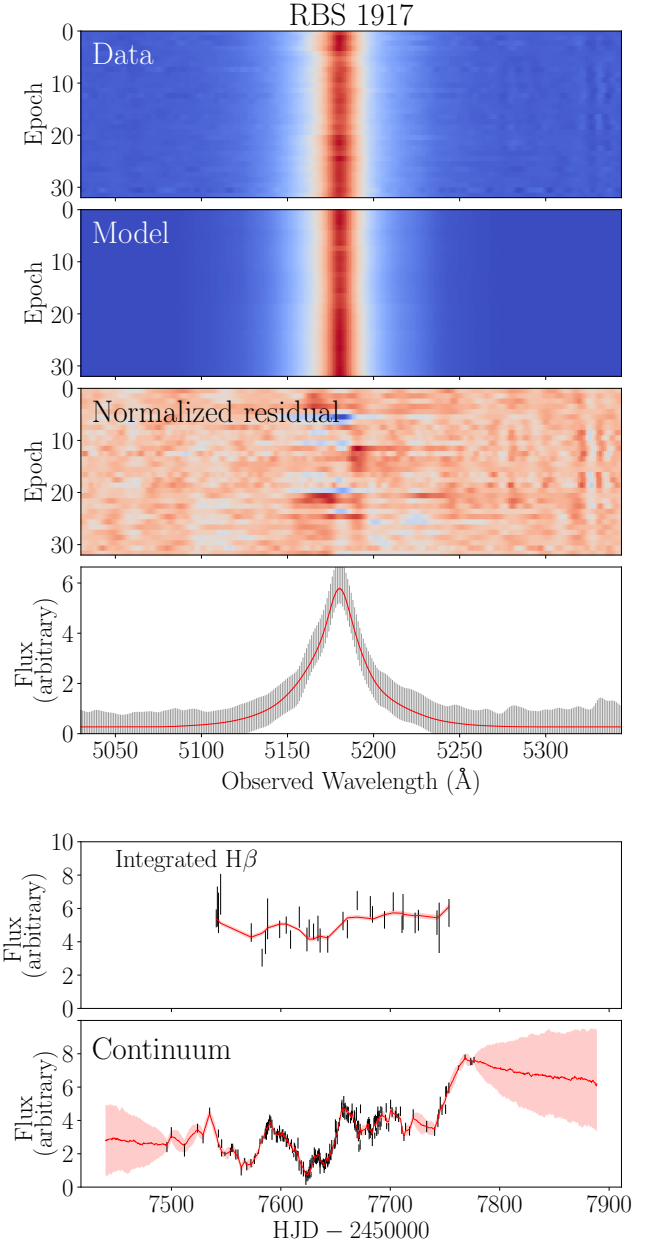 RBS 1917
0
Data
10
Epoch
20
30
0
Model
10
Epoch
20
30
0
Normalized residual
10
Epoch
20
30
6
4
Flux
(arbitrary)
2
0
5050 5100 5150 5200 5250 5300
Observed Wavelength (Å)
10
Integrated Hβ
8
6
Flux
(arbitrary)
4
2
0
Continuum
8
6
Flux
(arbitrary)
4
2
0
7500 7600 7700 7800 7900
HJD − 2450000